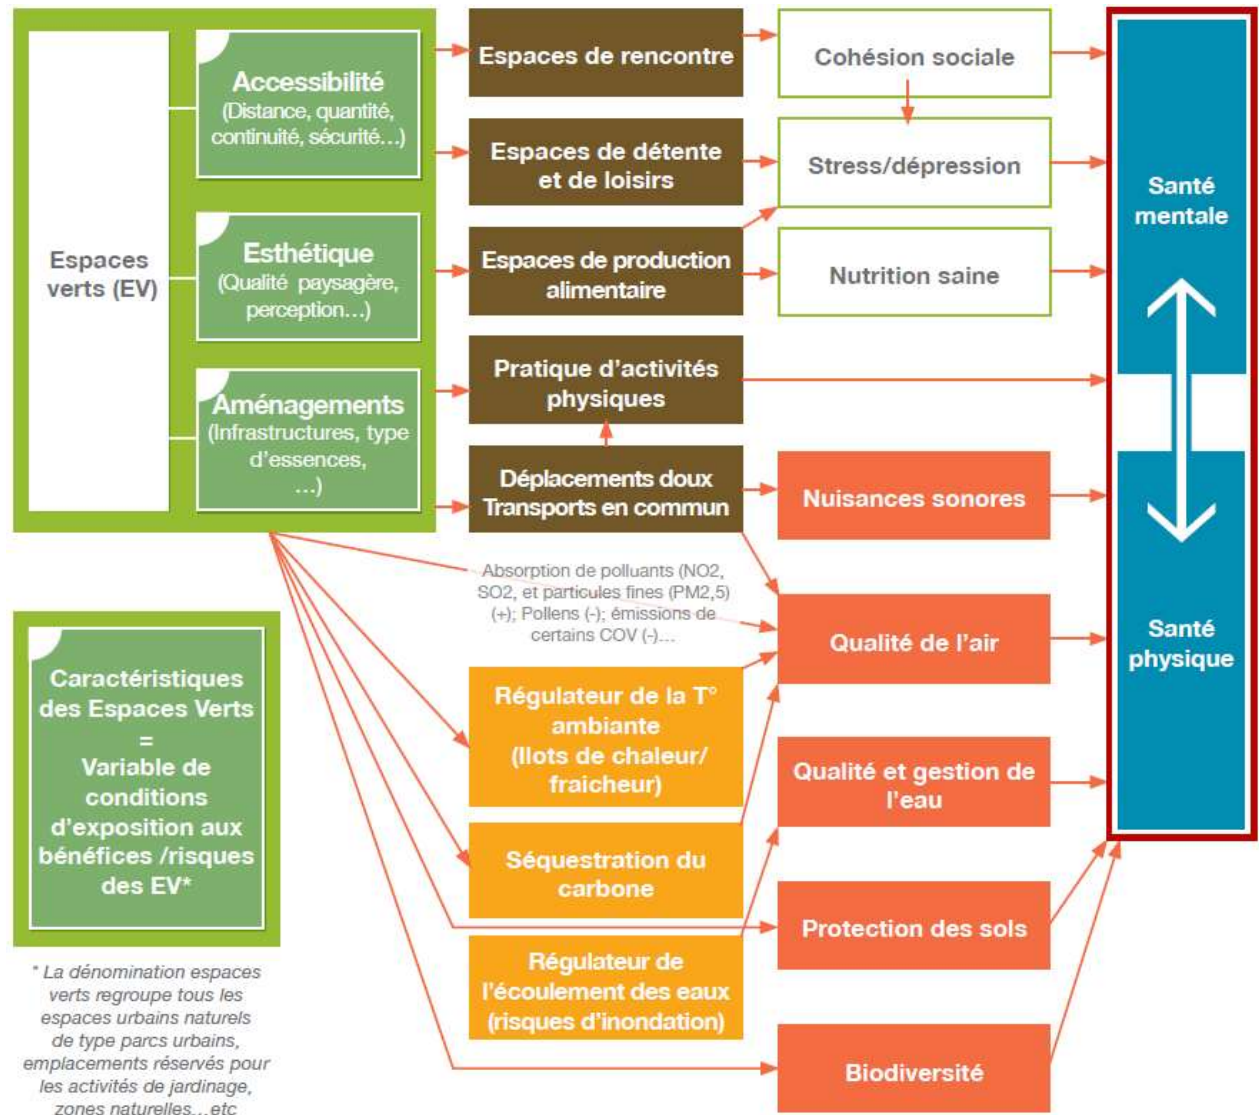 Espaces
verts (EV)
Accessibilité
(Distance, quantité,
continuité, sécurité...)
Esthétique
(Qualité paysagère,
perception...)
Aménagements
(Infrastructures, type
d'essences,
...)
Espaces de rencontre
Espaces de détente
et de loisirs
Espaces de production
alimentaire
Pratique d'activités
physiques
Déplacements doux
Transports en commun
Cohésion sociale
Stress/dépression
Nutrition saine
Nuisances sonores
Absorption de polluants (NO2,
SO2, et particules fines (PM2,5)
(+); Pollens (-); émissions de
certains COV (-)...
Qualité de l'air
Régulateur de la T°
ambiante
(Ilots de chaleur/
fraicheur)
Qualité et gestion de
l'eau
Séquestration du
carbone
Protection des sols
Régulateur de
l'écoulement des eaux
(risques d'inondation)
Biodiversité
Santé
mentale
Santé
physique
Caractéristiques
des Espaces Verts
=
Variable de
conditions
d'exposition aux
bénéfices /risques
des EV*
* La dénomination espaces
verts regroupe tous les
espaces urbains naturels
de type parcs urbains,
emplacements réservés pour
les activités de jardinage,
zones naturelles...etc